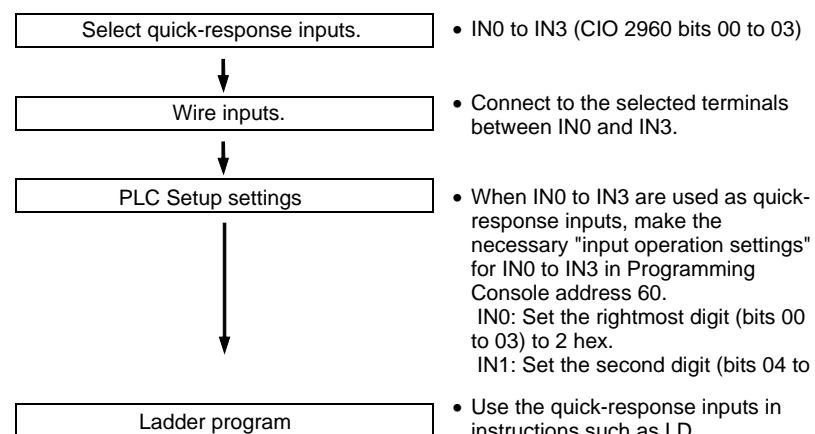 Select quick-response inputs.
• IN0 to IN3 (CIO 2960 bits 00 to 03)
Wire inputs.
• Connect to the selected terminals
between IN0 and IN3.
PLC Setup settings
• When IN0 to IN3 are used as quick-
response inputs, make the
necessary "input operation settings"
for IN0 to IN3 in Programming
Console address 60.
IN0: Set the rightmost digit (bits 00
to 03) to 2 hex.
IN1: Set the second digit (bits 04 to
Ladder program
• Use the quick-response inputs in
instructions such as LD.